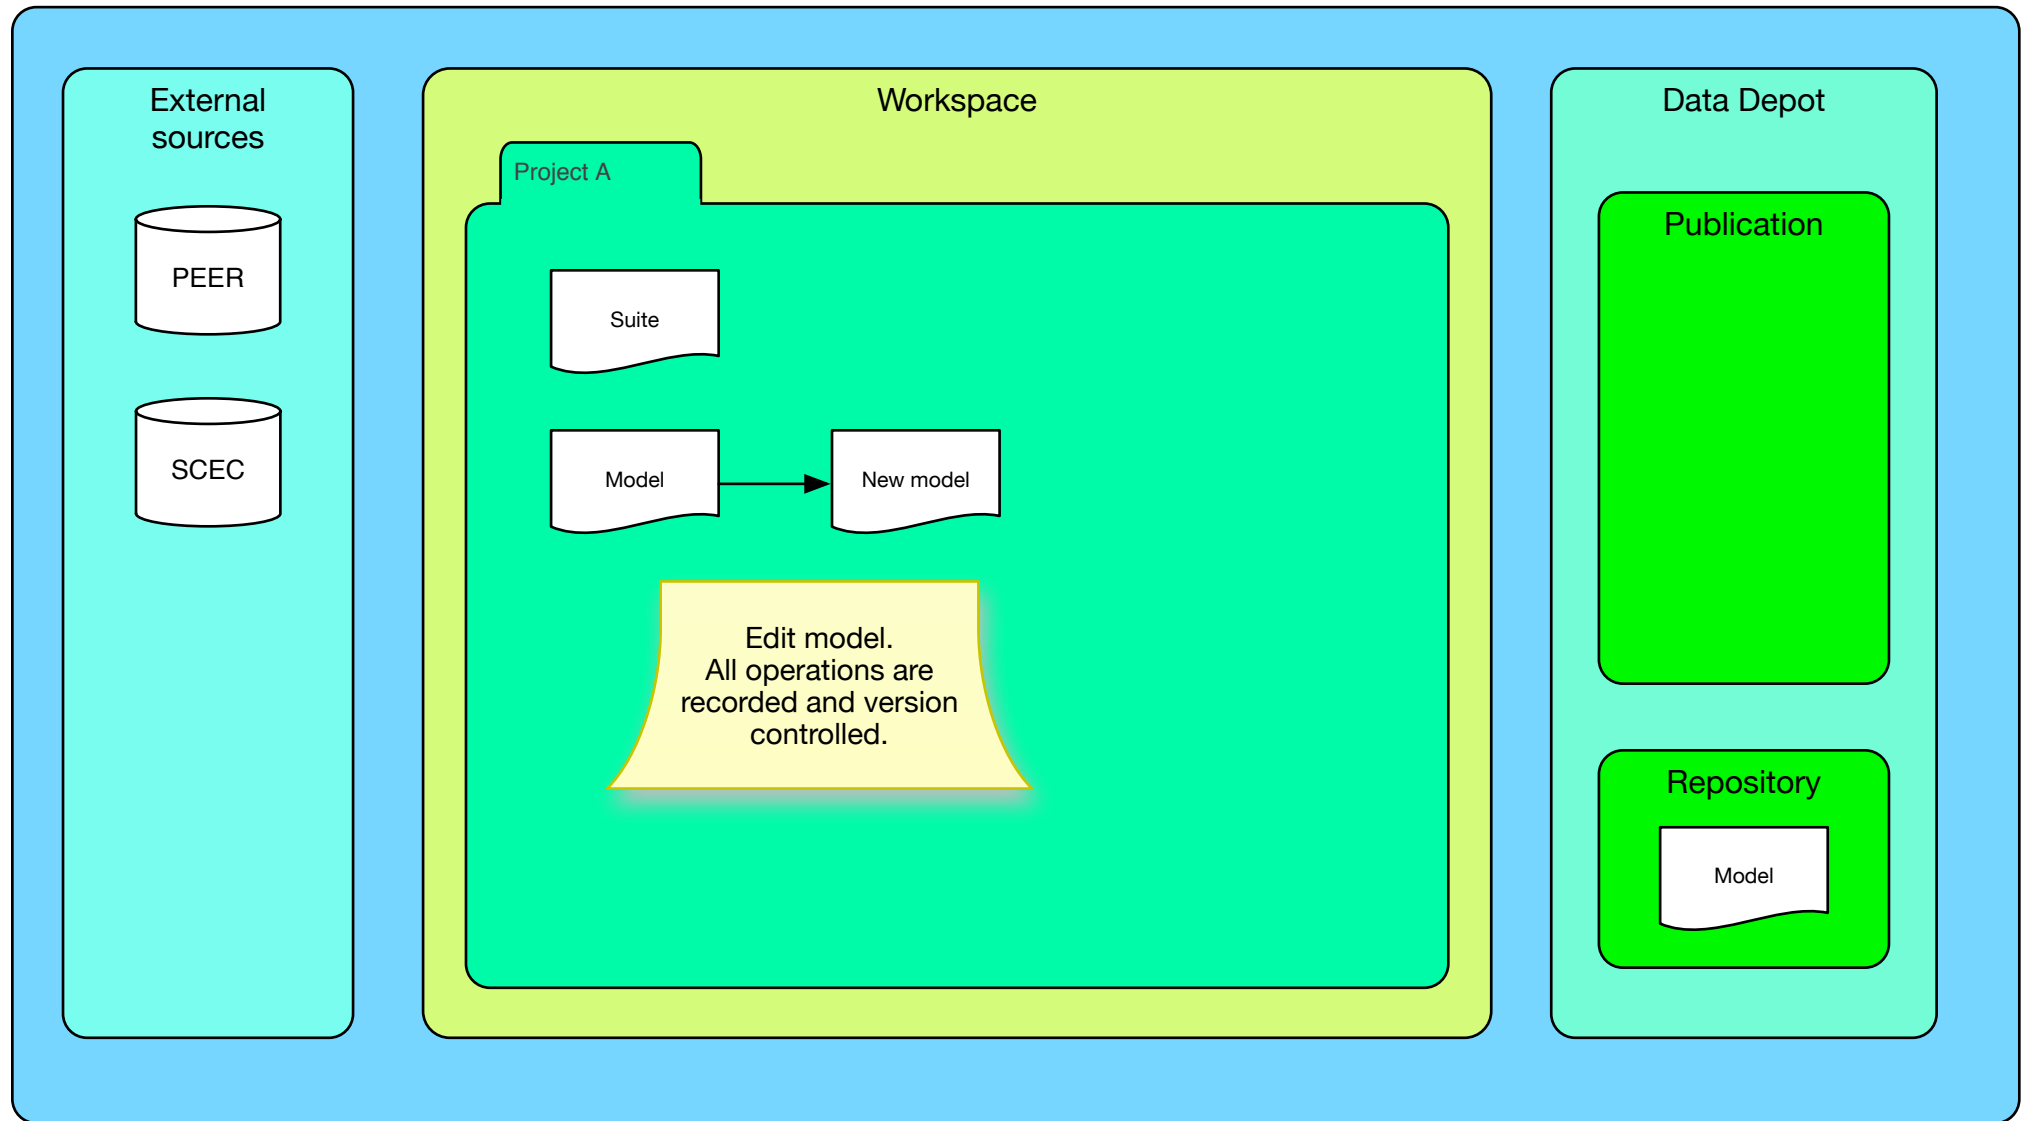 External
sources
PEER
SCEC
Workspace
Project A
Suite
Model
New model
Edit model.
All operations are
recorded and version
controlled.
Data Depot
Publication
Repository
Model